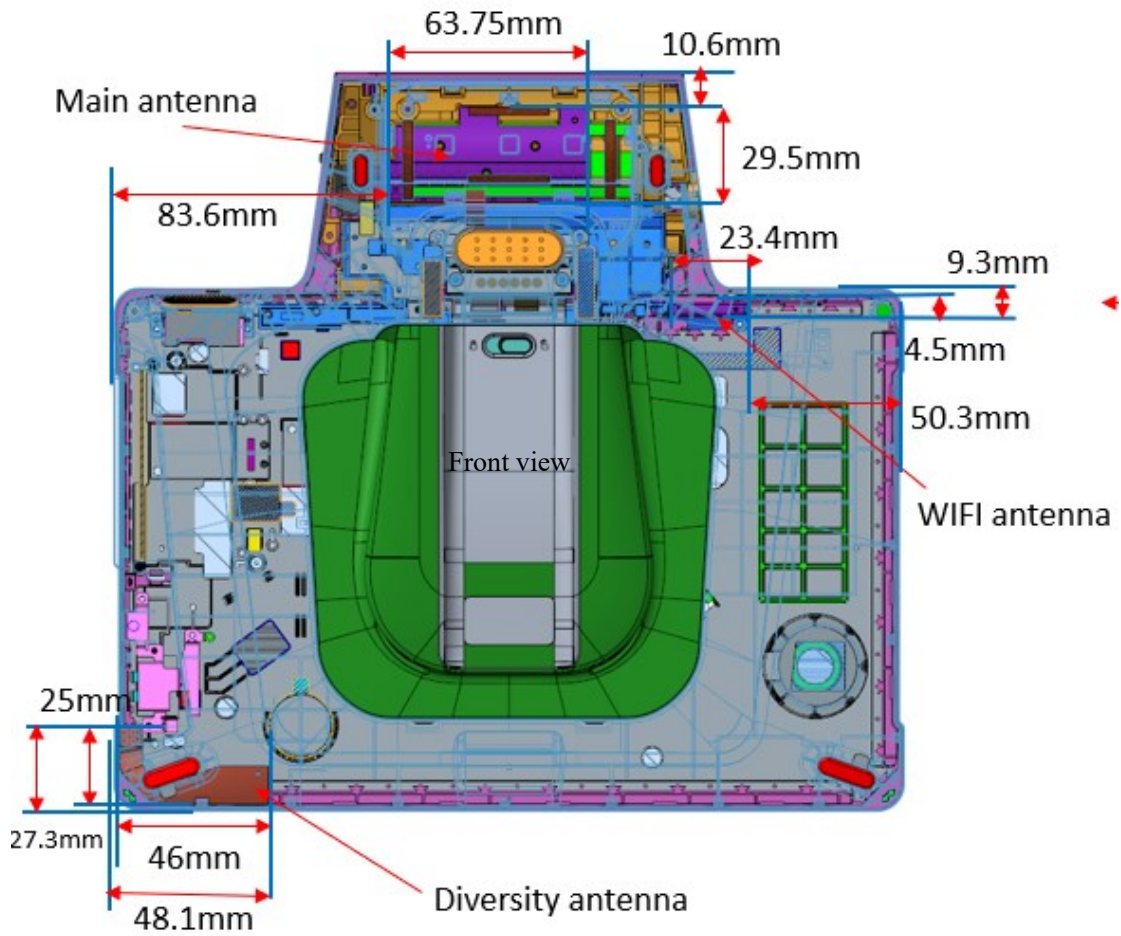 63.75mm
10.6mm
Main antenna
29.5mm
83.6mm
23.4mm
9.3mm
4.5mm
50.3mm
Front view
WIFI antenna
25mm
27.3mm
46mm
Diversity antenna
48.1mm